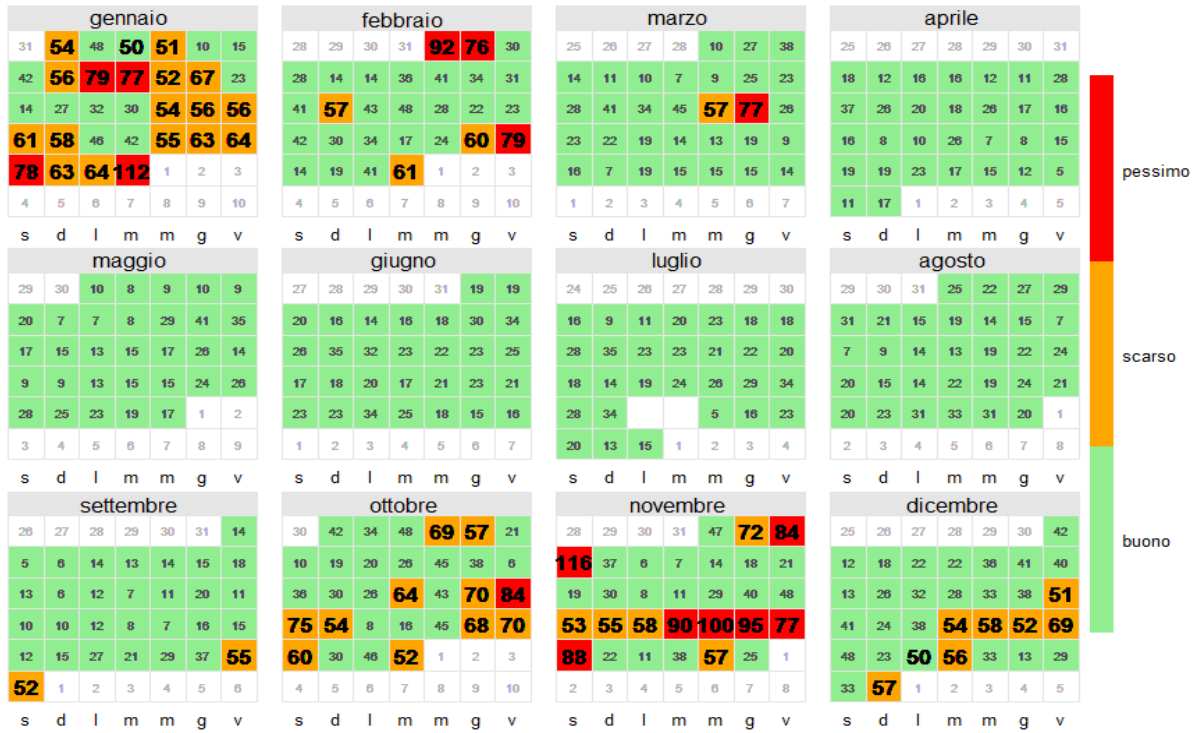 gennaio febbraio marzo aprile
31 54 48 50 51 10 15 28 29 30 31 92 76 30 25 26 27 28 10 27 38 25 26 27 28 29 30 31
42 56 79 77 52 67 23 28 14 14 36 41 34 31 14 11 10 7 9 25 23 18 12 16 16 12 11 28
14 27 32 30 54 56 56 41 57 43 48 28 22 23 28 41 34 45 57 77 26 37 26 20 18 26 17 16
61 58 46 42 55 63 64 42 30 34 17 24 60 79 23 22 19 14 13 19 9 16 8 10 26 7 8 15
78 63 64 112 1 2 3 14 19 41 61 1 2 3 16 7 19 15 15 15 14 19 19 23 17 15 12 5
4 5 6 7 8 9 10 4 5 6 7 8 9 10 1 2 3 4 5 6 7 11 17 1 2 3 4 5
s d l m m g v s d l m m g v s d l m m g v s d l m m g v
pessimo
maggio giugno luglio agosto
29 30 10 8 9 10 9 27 28 29 30 31 19 19 24 25 26 27 28 29 30 29 30 31 25 22 27 29
20 7 7 8 29 41 35 20 16 14 16 18 30 34 16 9 11 20 23 18 18 31 21 15 19 14 15 7
17 15 13 15 17 26 14 26 35 32 23 22 23 25 28 35 23 23 21 22 20 7 9 14 13 19 22 24
9 9 13 15 15 24 26 17 18 20 17 21 23 21 18 14 19 24 26 29 34 20 15 14 22 19 24 21
28 25 23 19 17 1 2 23 23 34 25 18 15 16 28 34 5 16 23 20 23 31 33 31 20 1
3 4 5 6 7 8 9 1 2 3 4 5 6 7 20 13 15 1 2 3 4 2 3 4 5 6 7 8
s d l m m g v s d l m m g v s d l m m g v s d l m m g v
scarso
settembre ottobre novembre dicembre
26 27 28 29 30 31 14 30 42 34 48 69 57 21 28 29 30 31 47 72 84 25 26 27 28 29 30 42
5 6 14 13 14 15 18 10 19 20 26 45 38 6 116 37 6 7 14 18 21 12 18 22 22 36 41 40
13 6 12 7 11 20 11 36 30 26 64 43 70 84 19 30 8 11 29 40 48 13 26 32 28 33 38 51
10 10 12 8 7 16 15 75 54 8 16 45 68 70 53 55 58 90 100 95 77 41 24 38 54 58 52 69
12 15 27 21 29 37 55 60 30 46 52 1 2 3 88 22 11 38 57 25 1 48 23 50 56 33 13 29
52 1 2 3 4 5 6 4 5 6 7 8 9 10 2 3 4 5 6 7 8 33 57 1 2 3 4 5
s d l m m g v s d l m m g v s d l m m g v s d l m m g v
buono